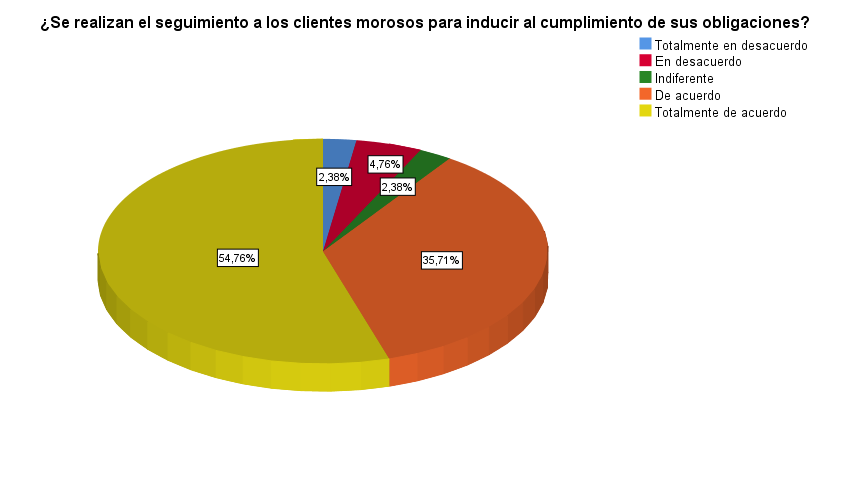 ¿Se realizan el seguimiento a los clientes morosos para inducir al cumplimiento de sus obligaciones?
Totalmente en desacuerdo
En desacuerdo
Indiferente
De acuerdo
Totalmente de acuerdo
4,76%
2,38%
2,38%
54,76%
35,71%